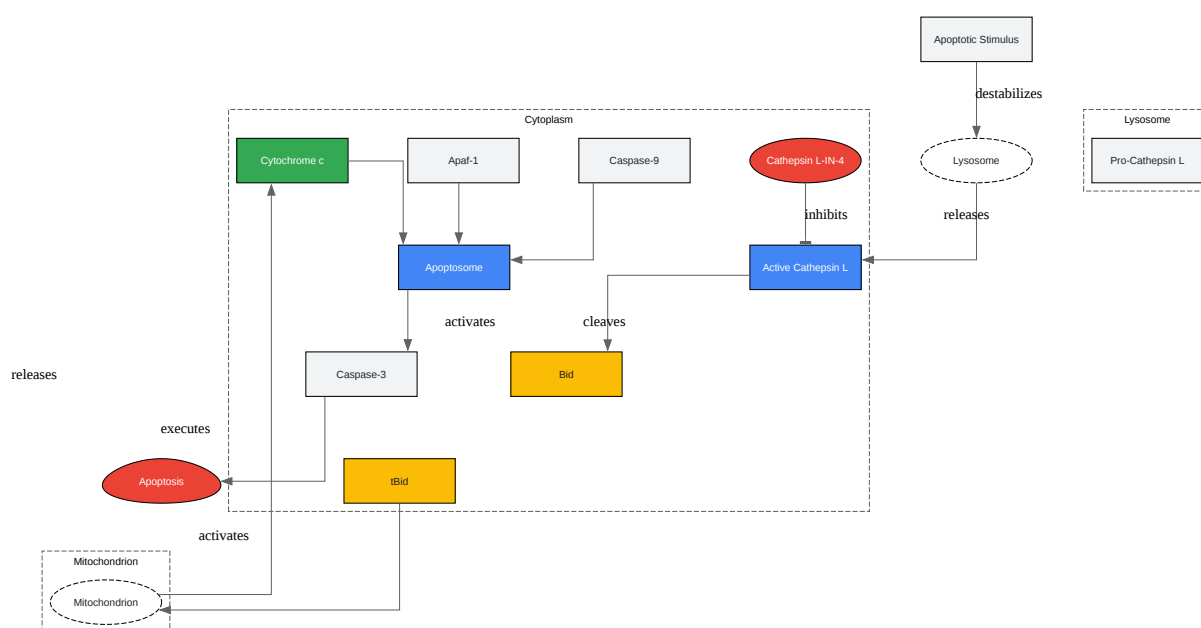 Apoptotic Stimulus
destabilizes
Cytoplasm
Lysosome
Cytochrome c
Apaf-1
Caspase-9
Cathepsin L-IN-4
Lysosome
Pro-Cathepsin L
inhibits
releases
Apoptosome
Active Cathepsin L
activates
cleaves
releases
Caspase-3
Bid
executes
Apoptosis
tBid
activates
Mitochondrion
Mitochondrion